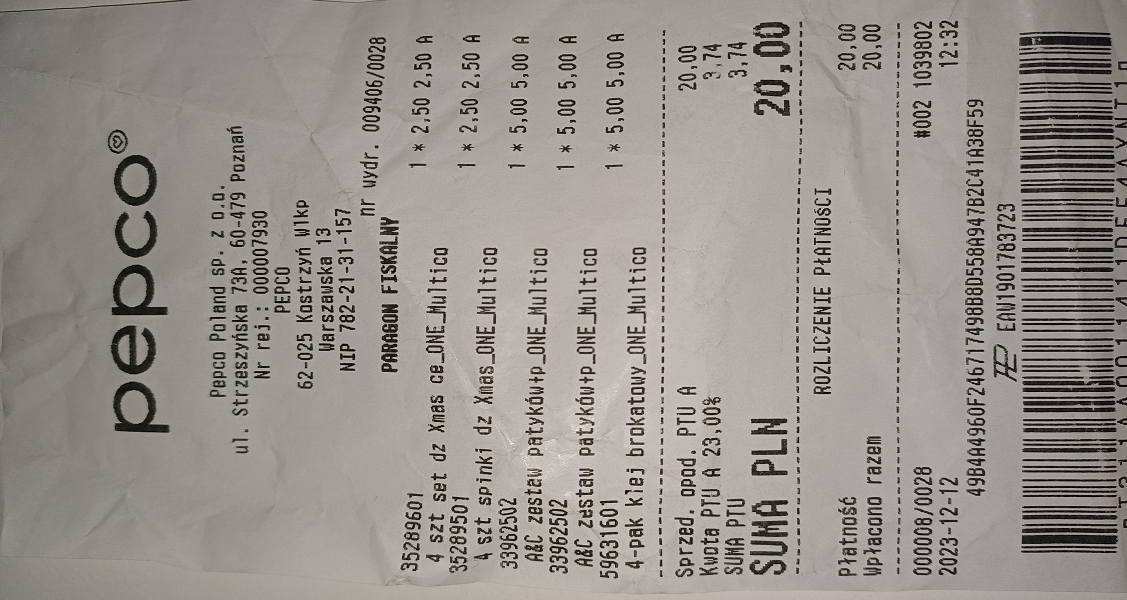 pepco
Pepco Poland sp. z o.o.
ul. Strzeszyńska 73A, 60-479 Poznań
Nr rej.: 000007930
PEPCO
62-025 Kostrzyń Wlkp
Warszawska 13
NIP 782-21-31-157
nr wydr. 009406/0028
PARAGON FISKALNY
35289601 1 * 2,50 2,50 A
4 szt set dz Xmas ce_ONE_Multico
35289501 1 * 2,50 2,50 A
4 szt spinki dz Xmas_ONE_Multico
33962502 1 * 5,00 5,00 A
A&C zestaw patyków+p_ONE_Multico
33962502 1 * 5,00 5,00 A
A&C zestaw patyków+p_ONE_Multico
59631601 1 * 5,00 5,00 A
4-pak klej brokatowy_ONE_Multico
Sprzed. opod. PTU A 20,00
Kwota PTU A 23,00% 3,74
SUMA PTU 3,74
SUMA PLN 20,00
ROZLICZENIE PŁATNOŚCI
Płatność 20,00
Wpłacono razem 20,00
000008/0028 #002 1039802
2023-12-12 12:32
49B4A4960F246717498B8D558A947B2C41A38F59
EAN1901783723